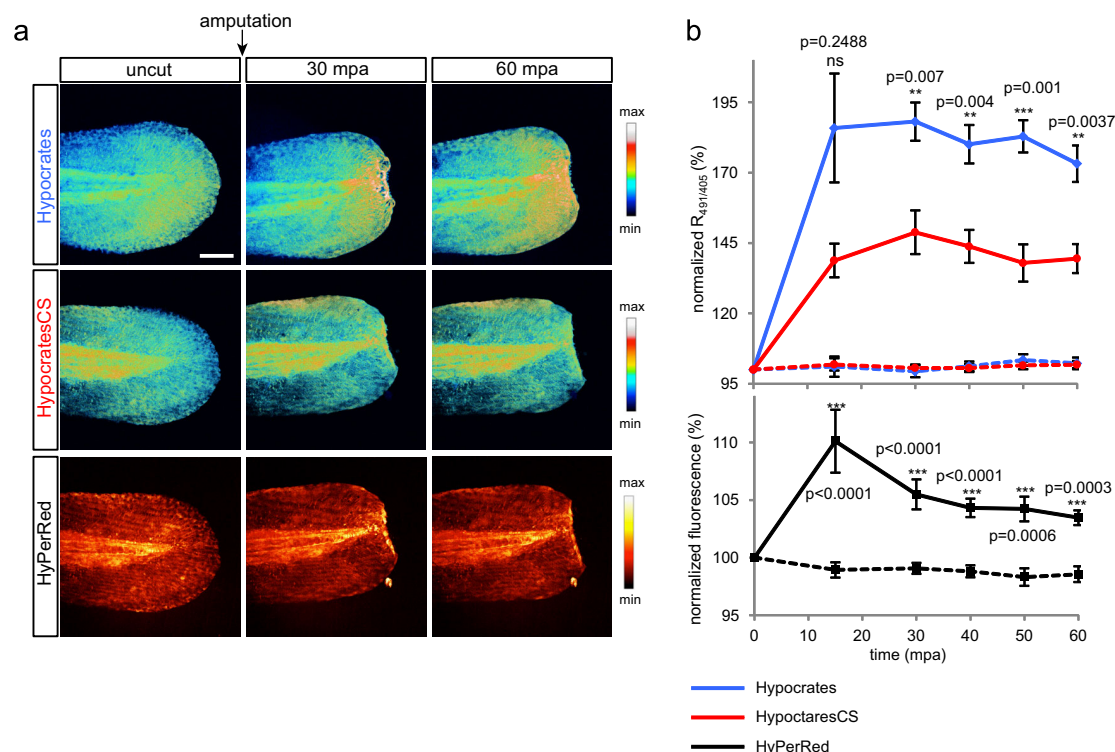 a
amputation
uncut
30 mpa
60 mpa
Hypocrates
max
min
HypocratesCS
max
min
HyPerRed
max
min
b
p=0.2488
ns
p=0.007
**
p=0.004
**
p=0.001
***
p=0.0037
**
normalized R491/405 (%)
195
170
145
120
95
***
p<0.0001
p<0.0001
***
p<0.0001
***
***
p=0.0006
p=0.0003
***
normalized fluorescence (%)
110
105
100
95
0 10 20 30 40 50 60
time (mpa)
Hypocrates
HypoctaresCS
HyPerRed